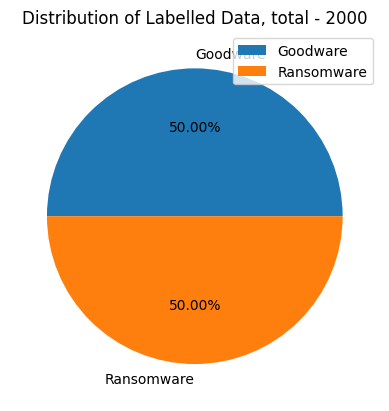 Distribution of Labelled Data, total - 2000
Goodware
Goodware
Ransomware
50.00%
50.00%
Ransomware